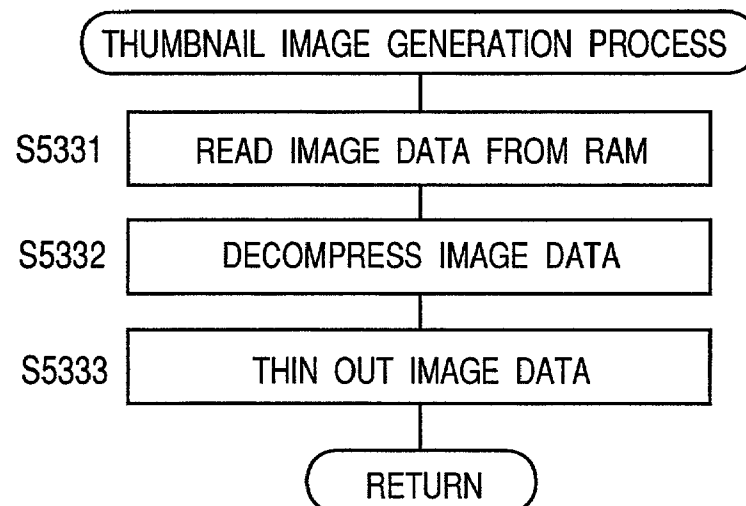 THUMBNAIL IMAGE GENERATION PROCESS
S5331 READ IMAGE DATA FROM RAM
S5332 DECOMPRESS IMAGE DATA
S5333 THIN OUT IMAGE DATA
RETURN